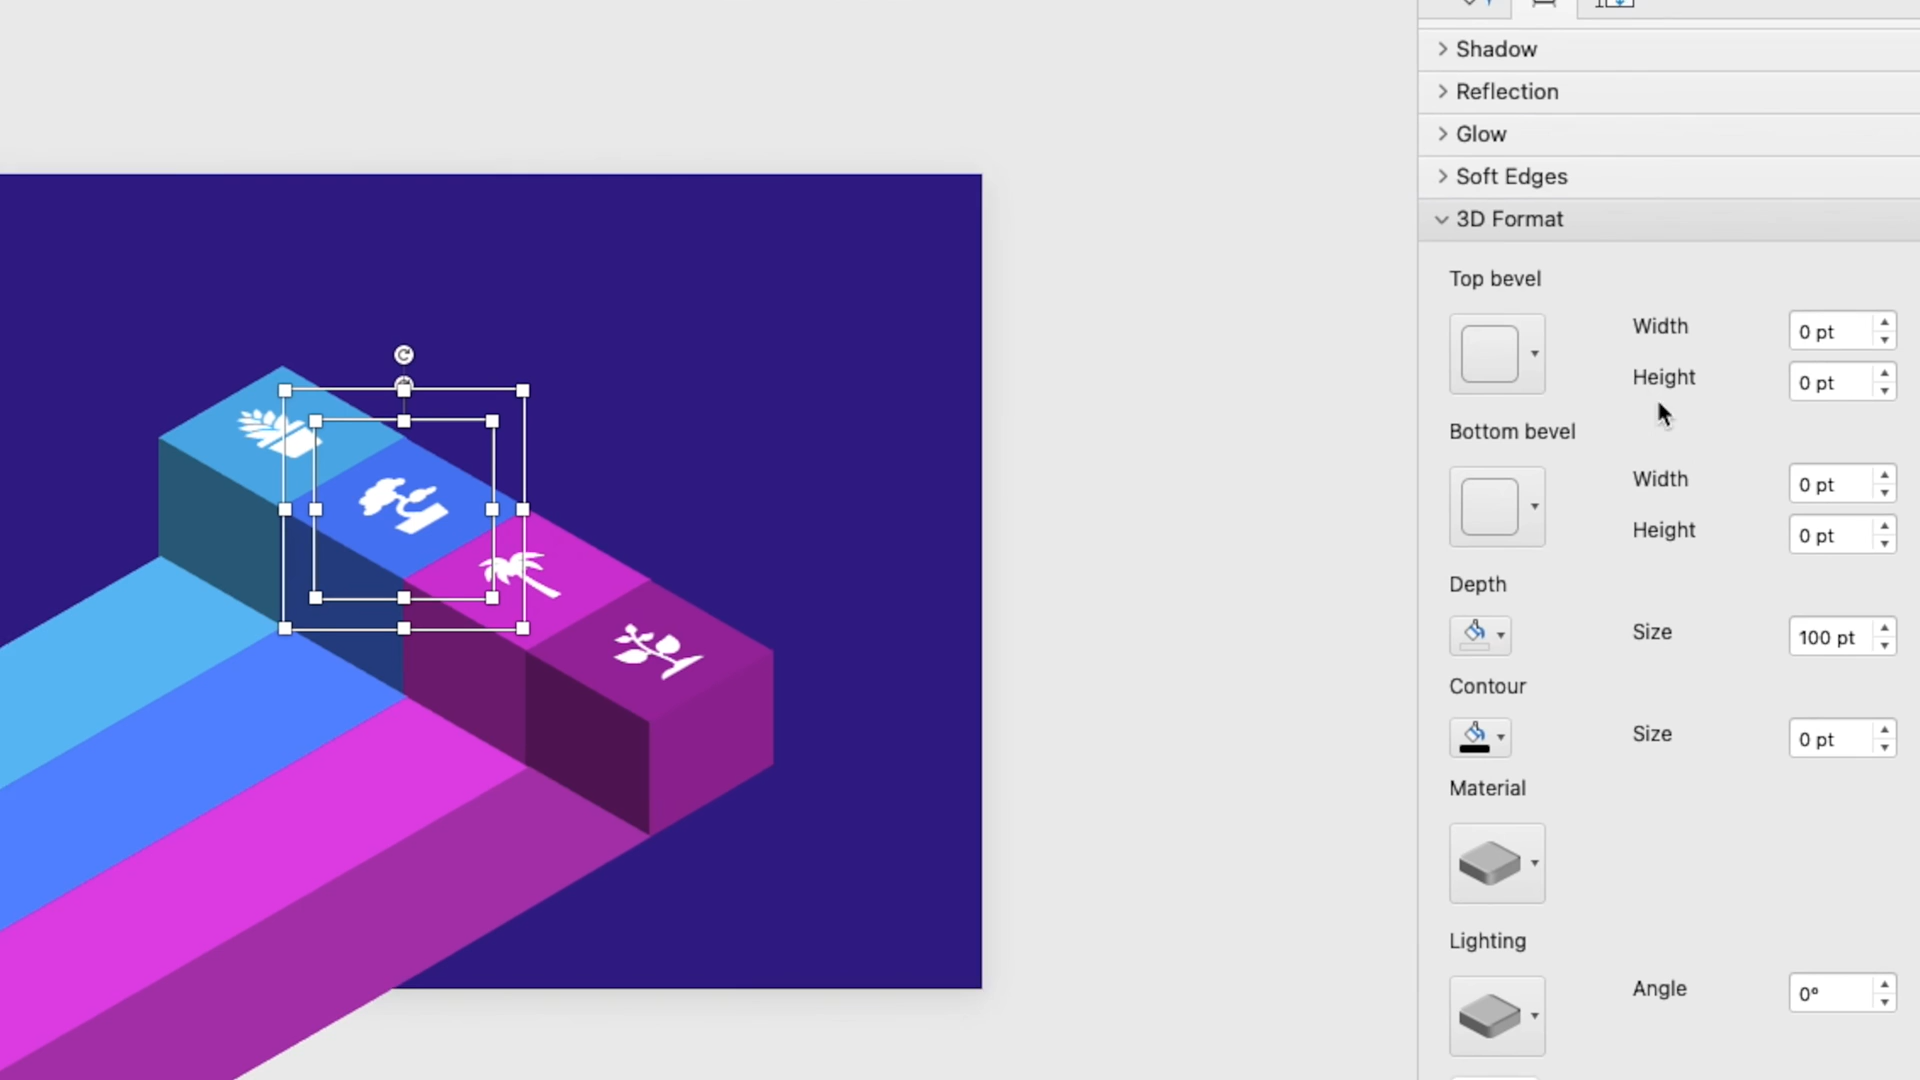 Shadow
Reflection
Glow
Soft Edges
3D Format
Top bevel
Width
0 pt
Height
0 pt
Bottom bevel
Width
0 pt
Height
0 pt
Depth
Size
100 pt
Contour
Size
0 pt
Material
Lighting
Angle
0°